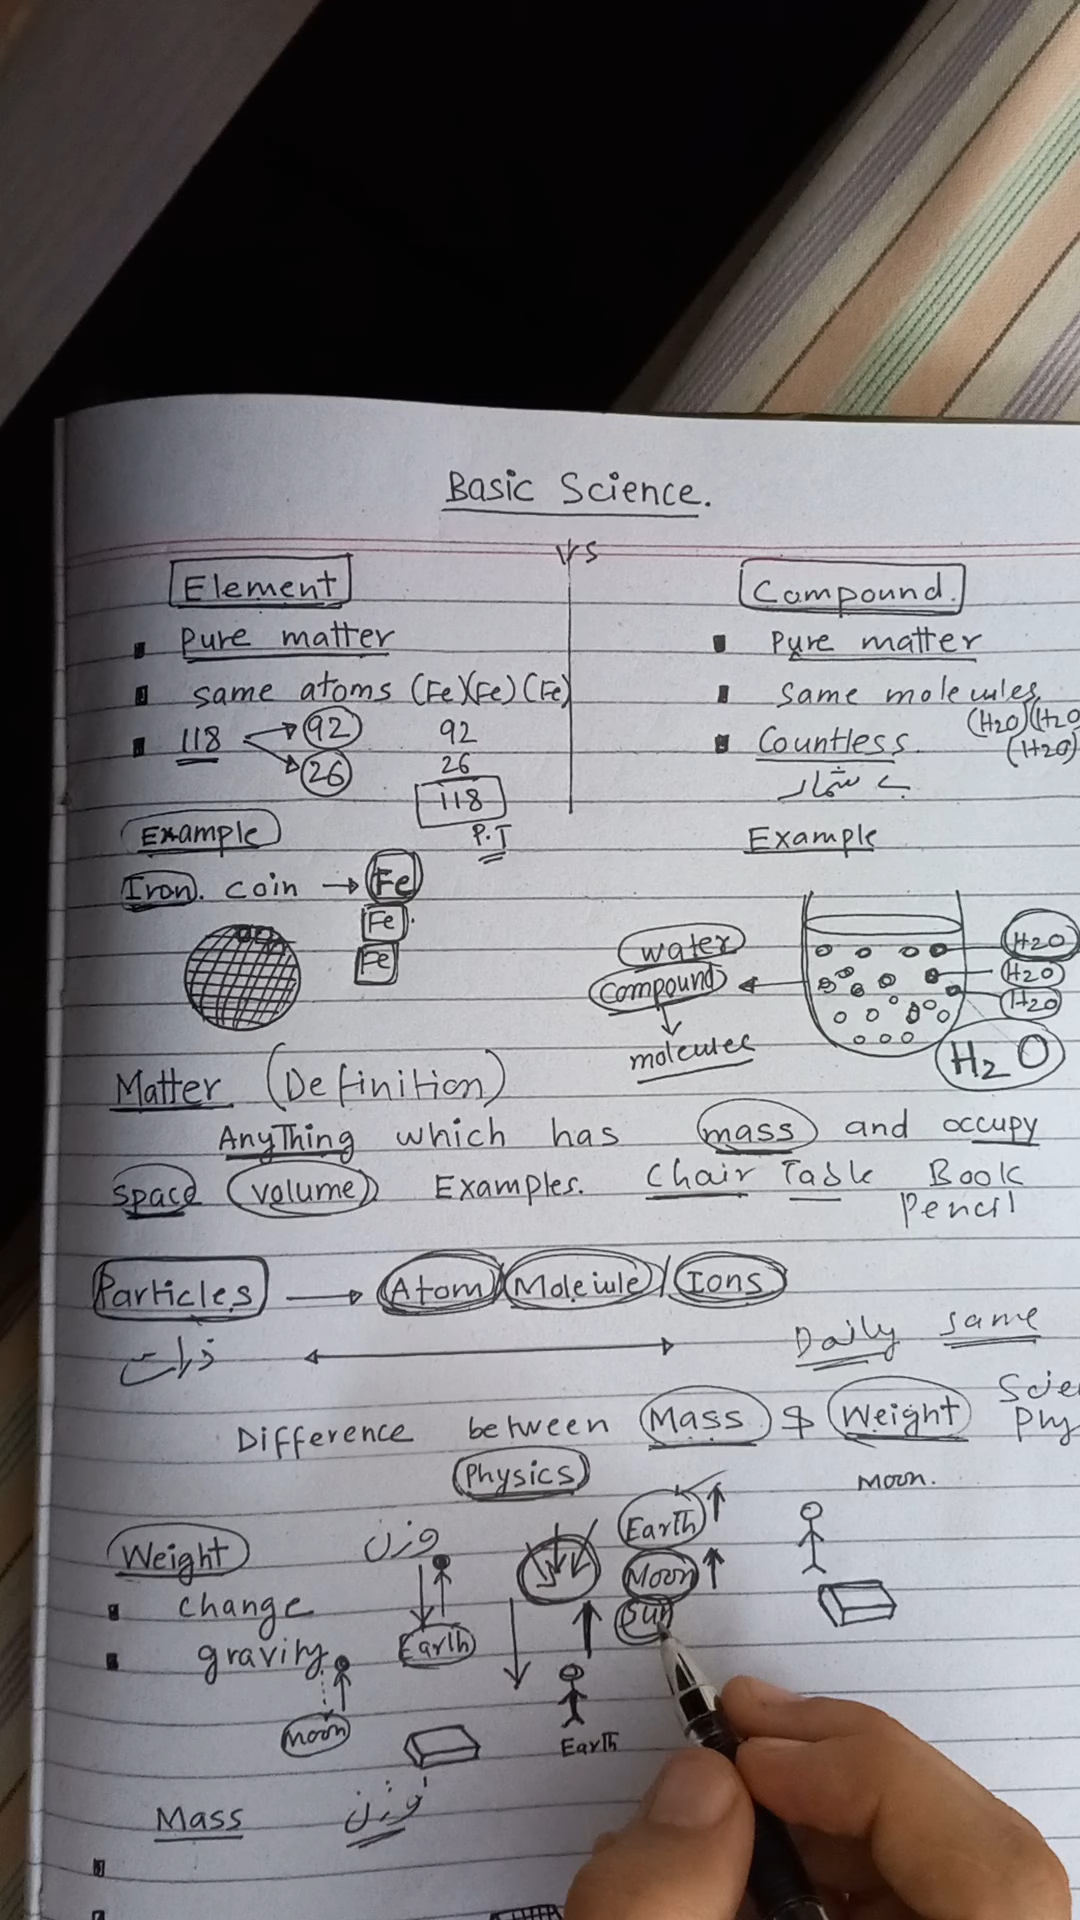 Basic Science.
VS
Element
Pure matter
same atoms (Fe)(Fe)(Fe)
118 92 92
26 26
118
P.T
Example
Iron. coin → Fe
Fe
Fe
Compound.
Pure matter
Same molecules
(H2O)(H2O
(H2O)
Countless.
بے شمار
Example
water
compound
molecules
H2O
H2O
H2O
H2O
Matter (Definition)
AnyThing which has mass and occupy
space (volume) Examples. Chair Table Book
Pencil
Particles → Atom/Molecule/Ions
ذرات
Daily same
Difference between Mass & Weight
Physics
Weight وزن
change
gravity
Moon
Earth
Earth
Moon
Sun
Earth
Moon.
Mass وزن